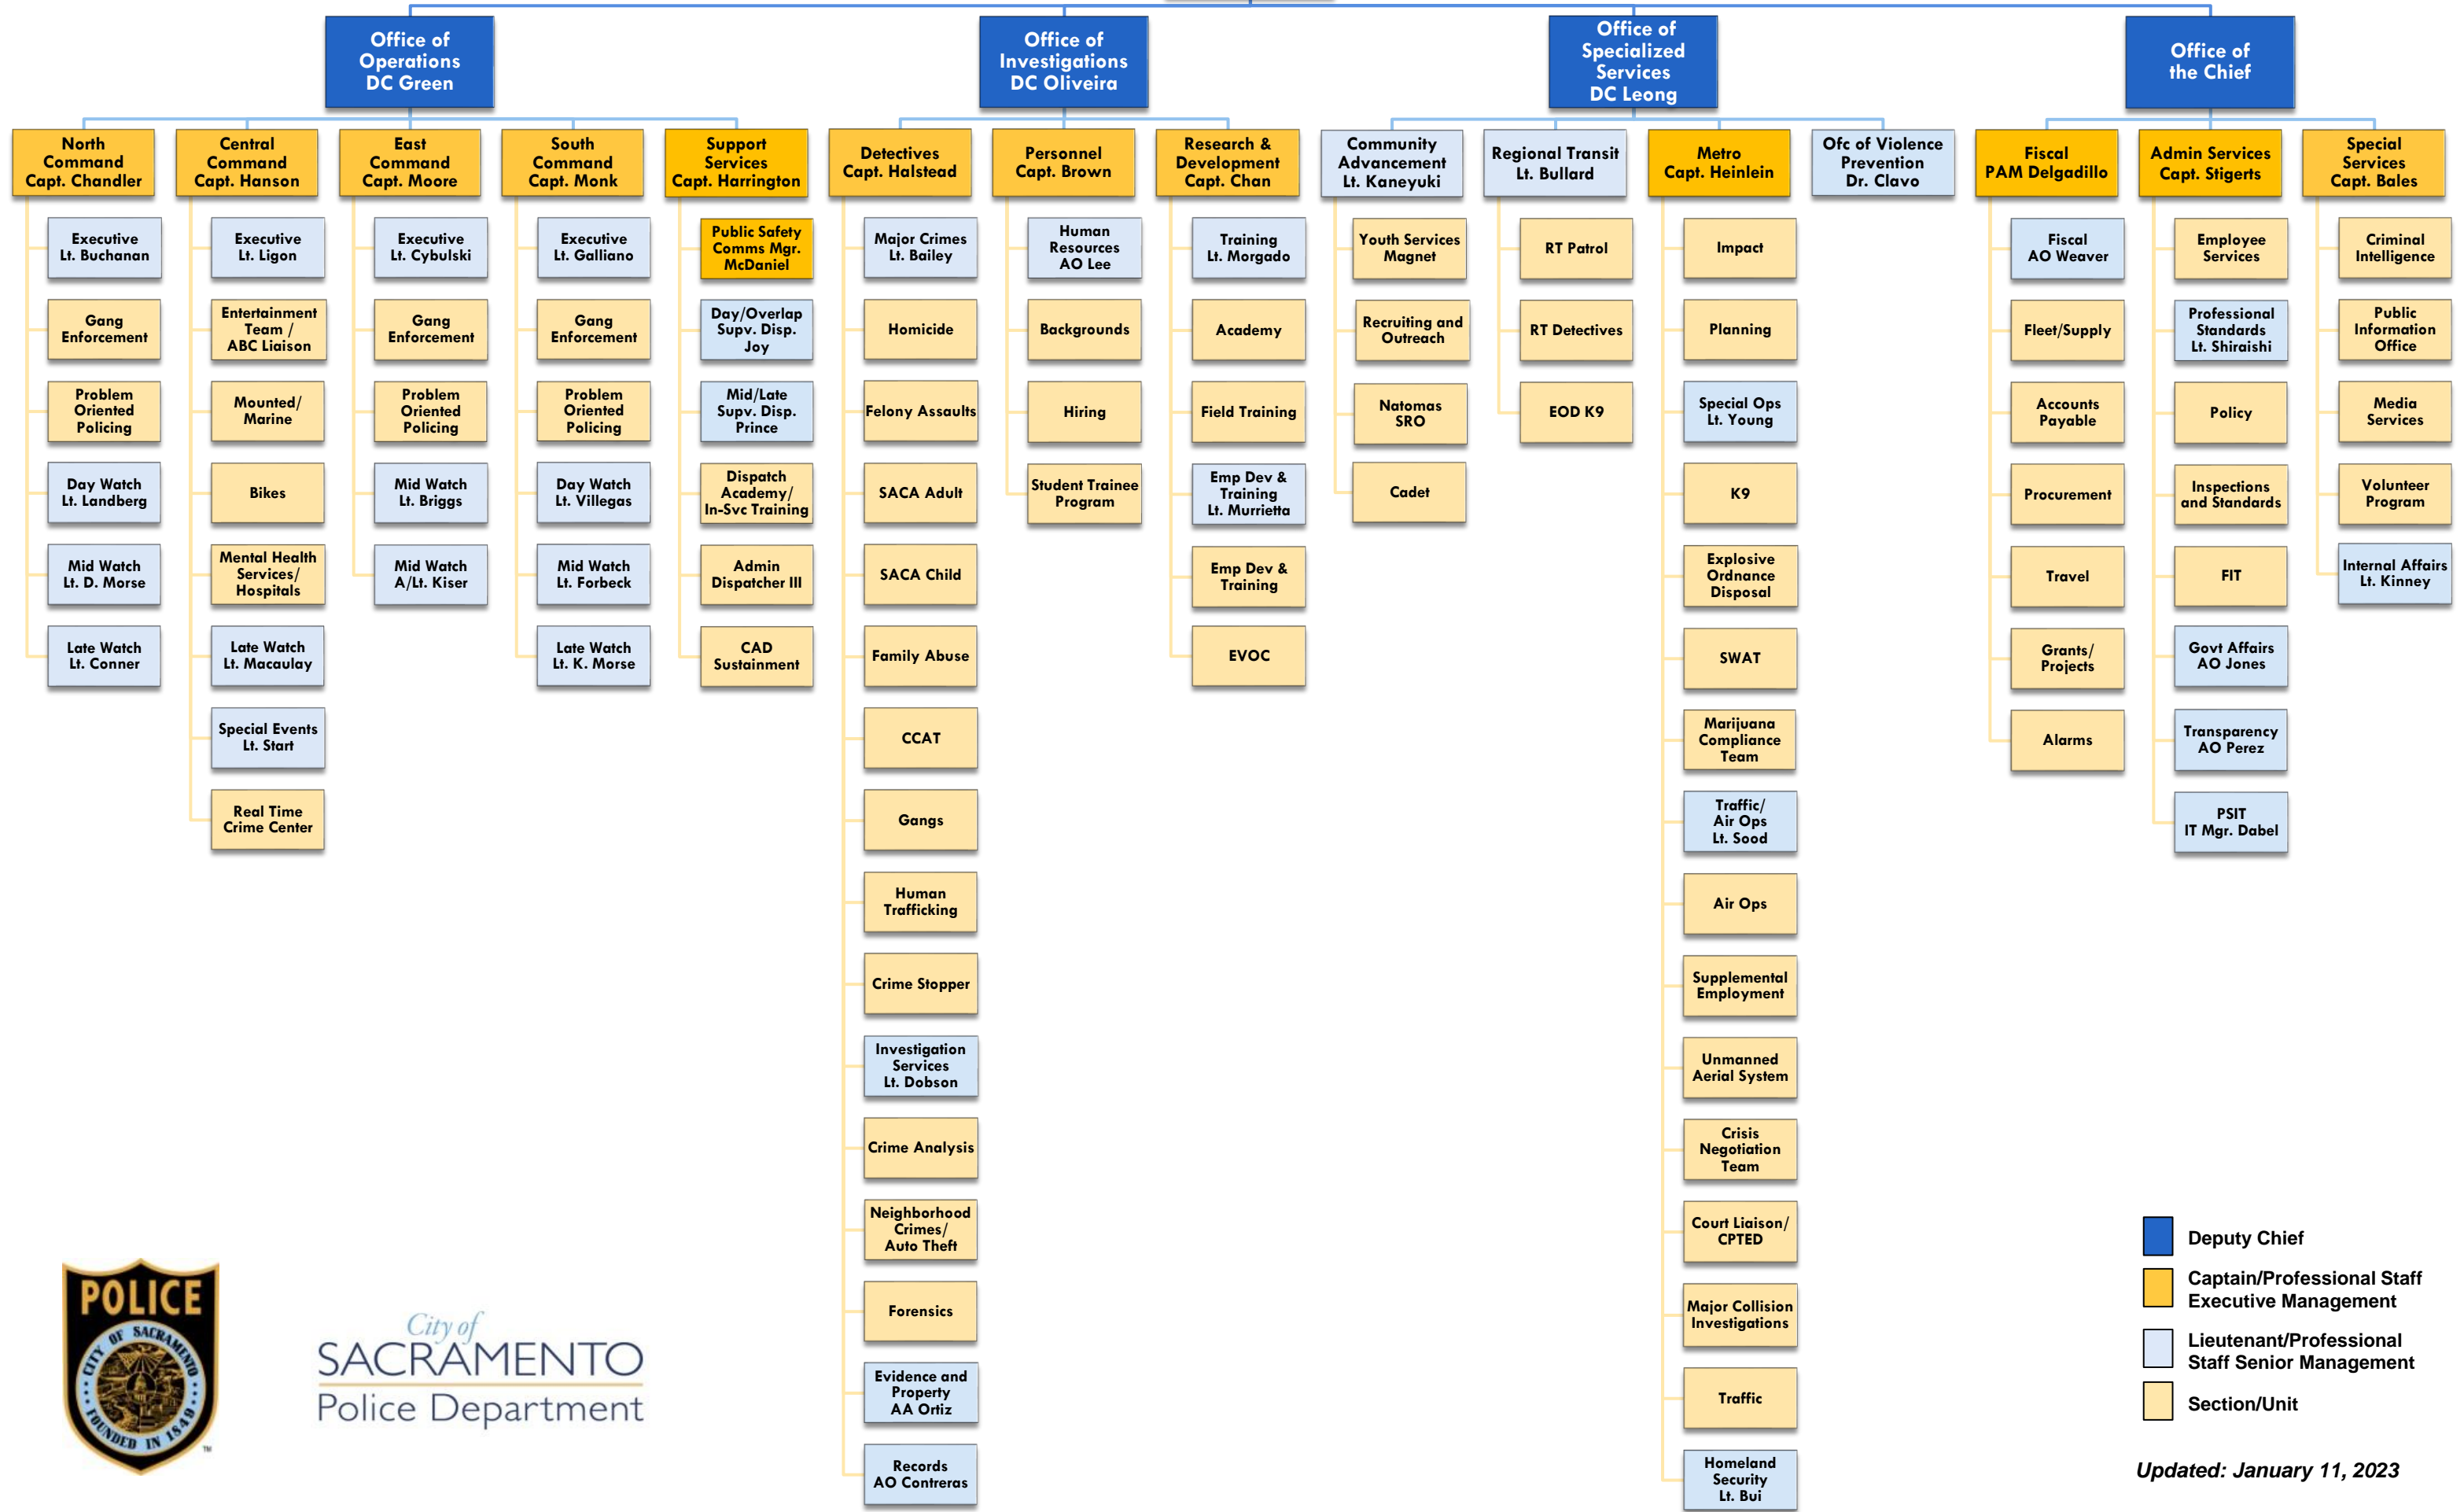 Office of
Operations
DC Green
Office of
Investigations
DC Oliveira
Office of
Specialized
Services
DC Leong
Office of
the Chief
North
Command
Capt. Chandler
Central
Command
Capt. Hanson
East
Command
Capt. Moore
South
Command
Capt. Monk
Support
Services
Capt. Harrington
Detectives
Capt. Halstead
Personnel
Capt. Brown
Research &
Development
Capt. Chan
Community
Advancement
Lt. Kaneyuki
Regional Transit
Lt. Bullard
Metro
Capt. Heinlein
Ofc of Violence
Prevention
Dr. Clavo
Fiscal
PAM Delgadillo
Admin Services
Capt. Stigerts
Special
Services
Capt. Bales
Executive
Lt. Buchanan
Gang
Enforcement
Problem
Oriented
Policing
Day Watch
Lt. Landberg
Mid Watch
Lt. D. Morse
Late Watch
Lt. Conner
Executive
Lt. Ligon
Entertainment
Team /
ABC Liaison
Mounted/
Marine
Bikes
Mental Health
Services/
Hospitals
Late Watch
Lt. Macaulay
Special Events
Lt. Start
Real Time
Crime Center
Executive
Lt. Cybulski
Gang
Enforcement
Problem
Oriented
Policing
Mid Watch
Lt. Briggs
Mid Watch
A/Lt. Kiser
Executive
Lt. Galliano
Gang
Enforcement
Problem
Oriented
Policing
Day Watch
Lt. Villegas
Mid Watch
Lt. Forbeck
Late Watch
Lt. K. Morse
Public Safety
Comms Mgr.
McDaniel
Day/Overlap
Supv. Disp.
Joy
Mid/Late
Supv. Disp.
Prince
Dispatch
Academy/
In-Svc Training
Admin
Dispatcher III
CAD
Sustainment
Major Crimes
Lt. Bailey
Homicide
Felony Assaults
SACA Adult
SACA Child
Family Abuse
CCAT
Gangs
Human
Trafficking
Crime Stopper
Investigation
Services
Lt. Dobson
Crime Analysis
Neighborhood
Crimes/
Auto Theft
Forensics
Evidence and
Property
AA Ortiz
Records
AO Contreras
Human
Resources
AO Lee
Backgrounds
Hiring
Student Trainee
Program
Training
Lt. Morgado
Academy
Field Training
Emp Dev &
Training
Lt. Murrietta
Emp Dev &
Training
EVOC
Youth Services
Magnet
Recruiting and
Outreach
Natomas
SRO
Cadet
RT Patrol
RT Detectives
EOD K9
Impact
Planning
Special Ops
Lt. Young
K9
Explosive
Ordnance
Disposal
SWAT
Marijuana
Compliance
Team
Traffic/
Air Ops
Lt. Sood
Air Ops
Supplemental
Employment
Unmanned
Aerial System
Crisis
Negotiation
Team
Court Liaison/
CPTED
Major Collision
Investigations
Traffic
Homeland
Security
Lt. Bui
Fiscal
AO Weaver
Fleet/Supply
Accounts
Payable
Procurement
Travel
Grants/
Projects
Alarms
Employee
Services
Professional
Standards
Lt. Shiraishi
Policy
Inspections
and Standards
FIT
Govt Affairs
AO Jones
Transparency
AO Perez
PSIT
IT Mgr. Dabel
Criminal
Intelligence
Public
Information
Office
Media
Services
Volunteer
Program
Internal Affairs
Lt. Kinney
POLICE
CITY OF SACRAMENTO
FOUNDED IN 1849
TM
City of
SACRAMENTO
Police Department
Deputy Chief
Captain/Professional Staff
Executive Management
Lieutenant/Professional
Staff Senior Management
Section/Unit
Updated: January 11, 2023